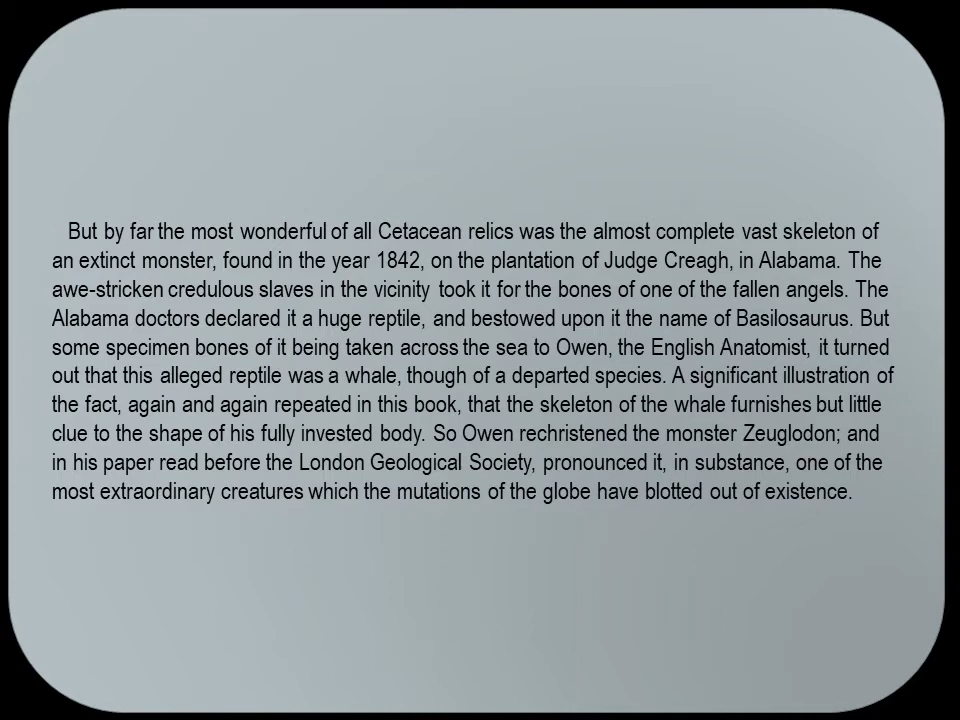 But by far the most wonderful of all Cetacean relics was the almost complete vast skeleton of
an extinct monster, found in the year 1842, on the plantation of Judge Creagh, in Alabama. The
awe-stricken credulous slaves in the vicinity took it for the bones of one of the fallen angels. The
Alabama doctors declared it a huge reptile, and bestowed upon it the name of Basilosaurus. But
some specimen bones of it being taken across the sea to Owen, the English Anatomist, it turned
out that this alleged reptile was a whale, though of a departed species. A significant illustration of
the fact, again and again repeated in this book, that the skeleton of the whale furnishes but little
clue to the shape of his fully invested body. So Owen rechristened the monster Zeuglodon; and
in his paper read before the London Geological Society, pronounced it, in substance, one of the
most extraordinary creatures which the mutations of the globe have blotted out of existence.